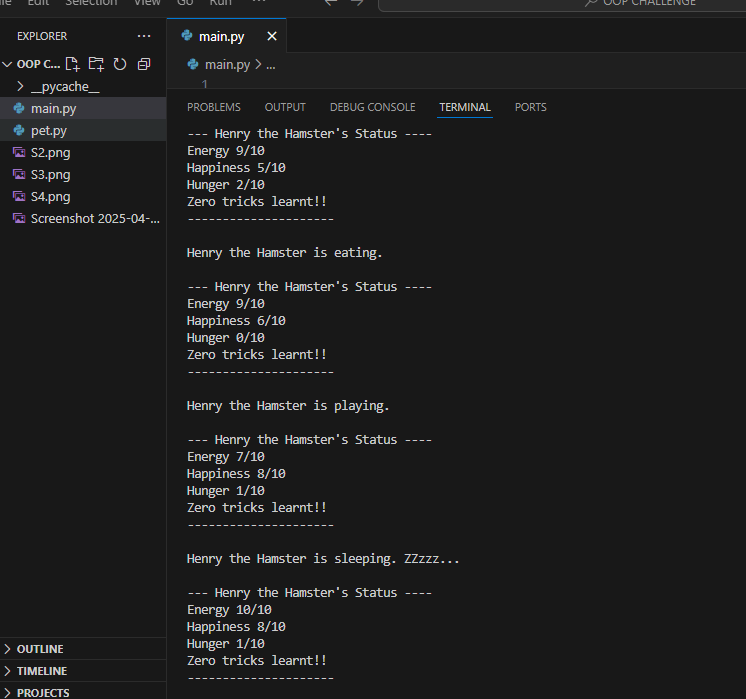 Edit
Selection
View
Go
Run
OOP CHALLENGE
EXPLORER
main.py
OOP C...
main.py > ...
__pycache__
1
main.py
PROBLEMS OUTPUT DEBUG CONSOLE TERMINAL PORTS
pet.py
S2.png
S3.png
S4.png
Screenshot 2025-04-...
--- Henry the Hamster's Status ----
Energy 9/10
Happiness 5/10
Hunger 2/10
Zero tricks learnt!!
---------------------
Henry the Hamster is eating.
--- Henry the Hamster's Status ----
Energy 9/10
Happiness 6/10
Hunger 0/10
Zero tricks learnt!!
---------------------
Henry the Hamster is playing.
--- Henry the Hamster's Status ----
Energy 7/10
Happiness 8/10
Hunger 1/10
Zero tricks learnt!!
---------------------
Henry the Hamster is sleeping. ZZzzz...
--- Henry the Hamster's Status ----
Energy 10/10
Happiness 8/10
Hunger 1/10
Zero tricks learnt!!
---------------------
OUTLINE
TIMELINE
PROJECTS